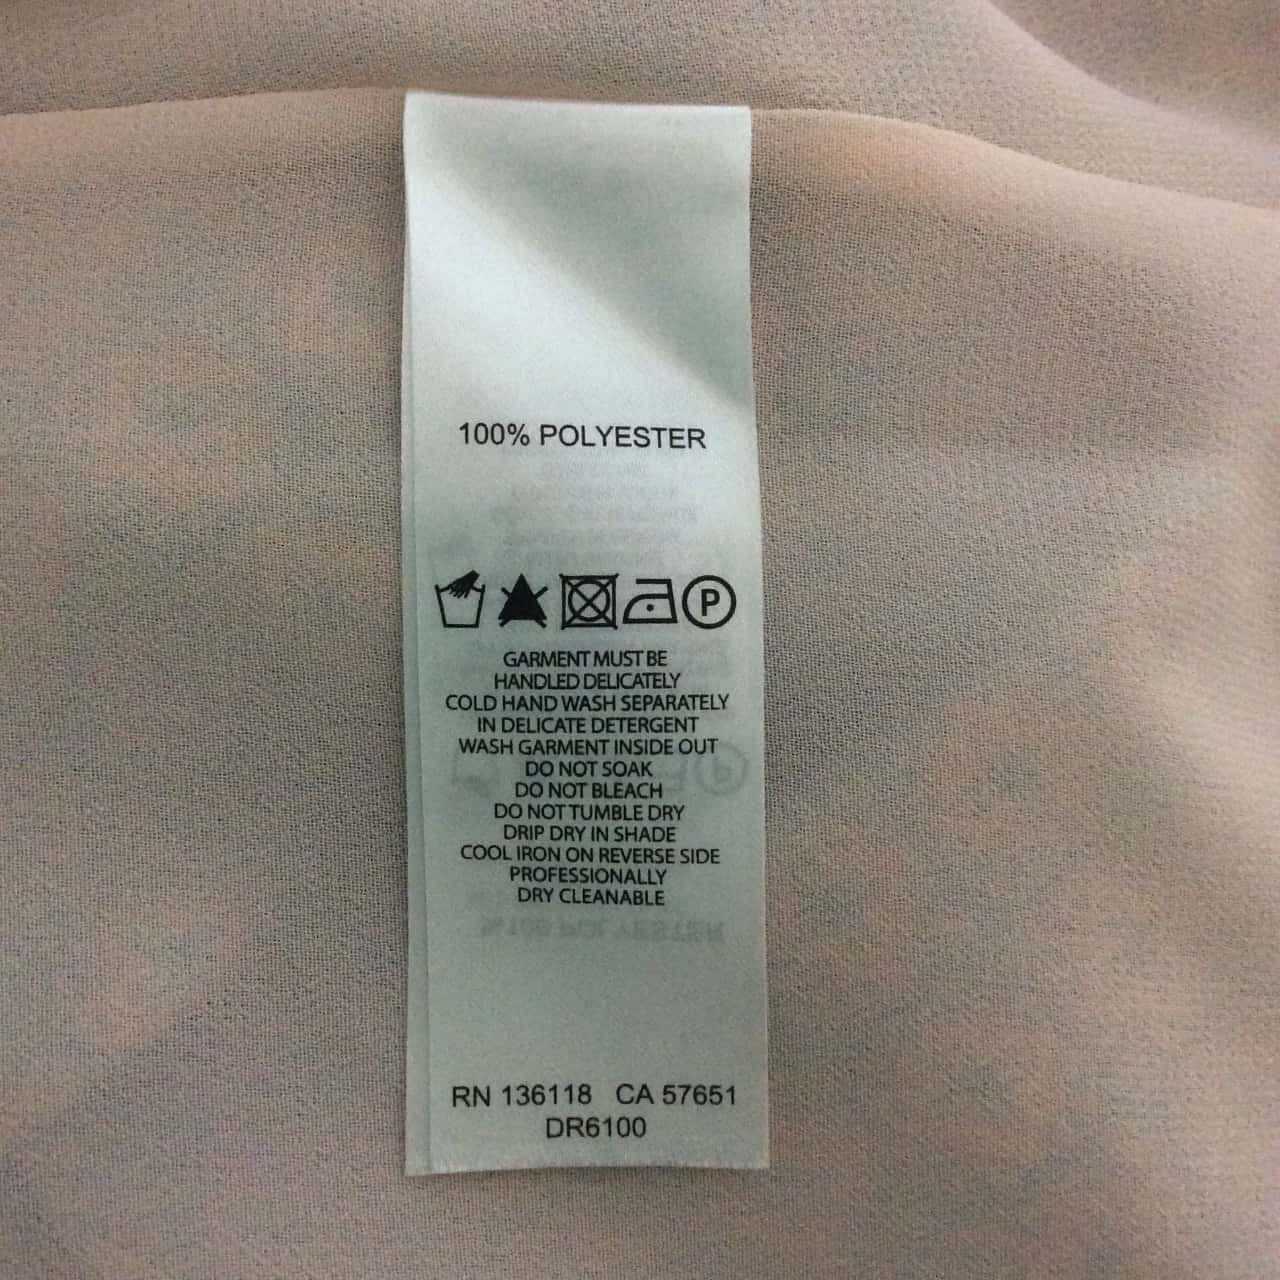 100% POLYESTER
P
GARMENT MUST BE
HANDLED DELICATELY
COLD HAND WASH SEPARATELY
IN DELICATE DETERGENT
WASH GARMENT INSIDE OUT
DO NOT SOAK
DO NOT BLEACH
DO NOT TUMBLE DRY
DRIP DRY IN SHADE
COOL IRON ON REVERSE SIDE
PROFESSIONALLY
DRY CLEANABLE
RN 136118 CA 57651
DR6100